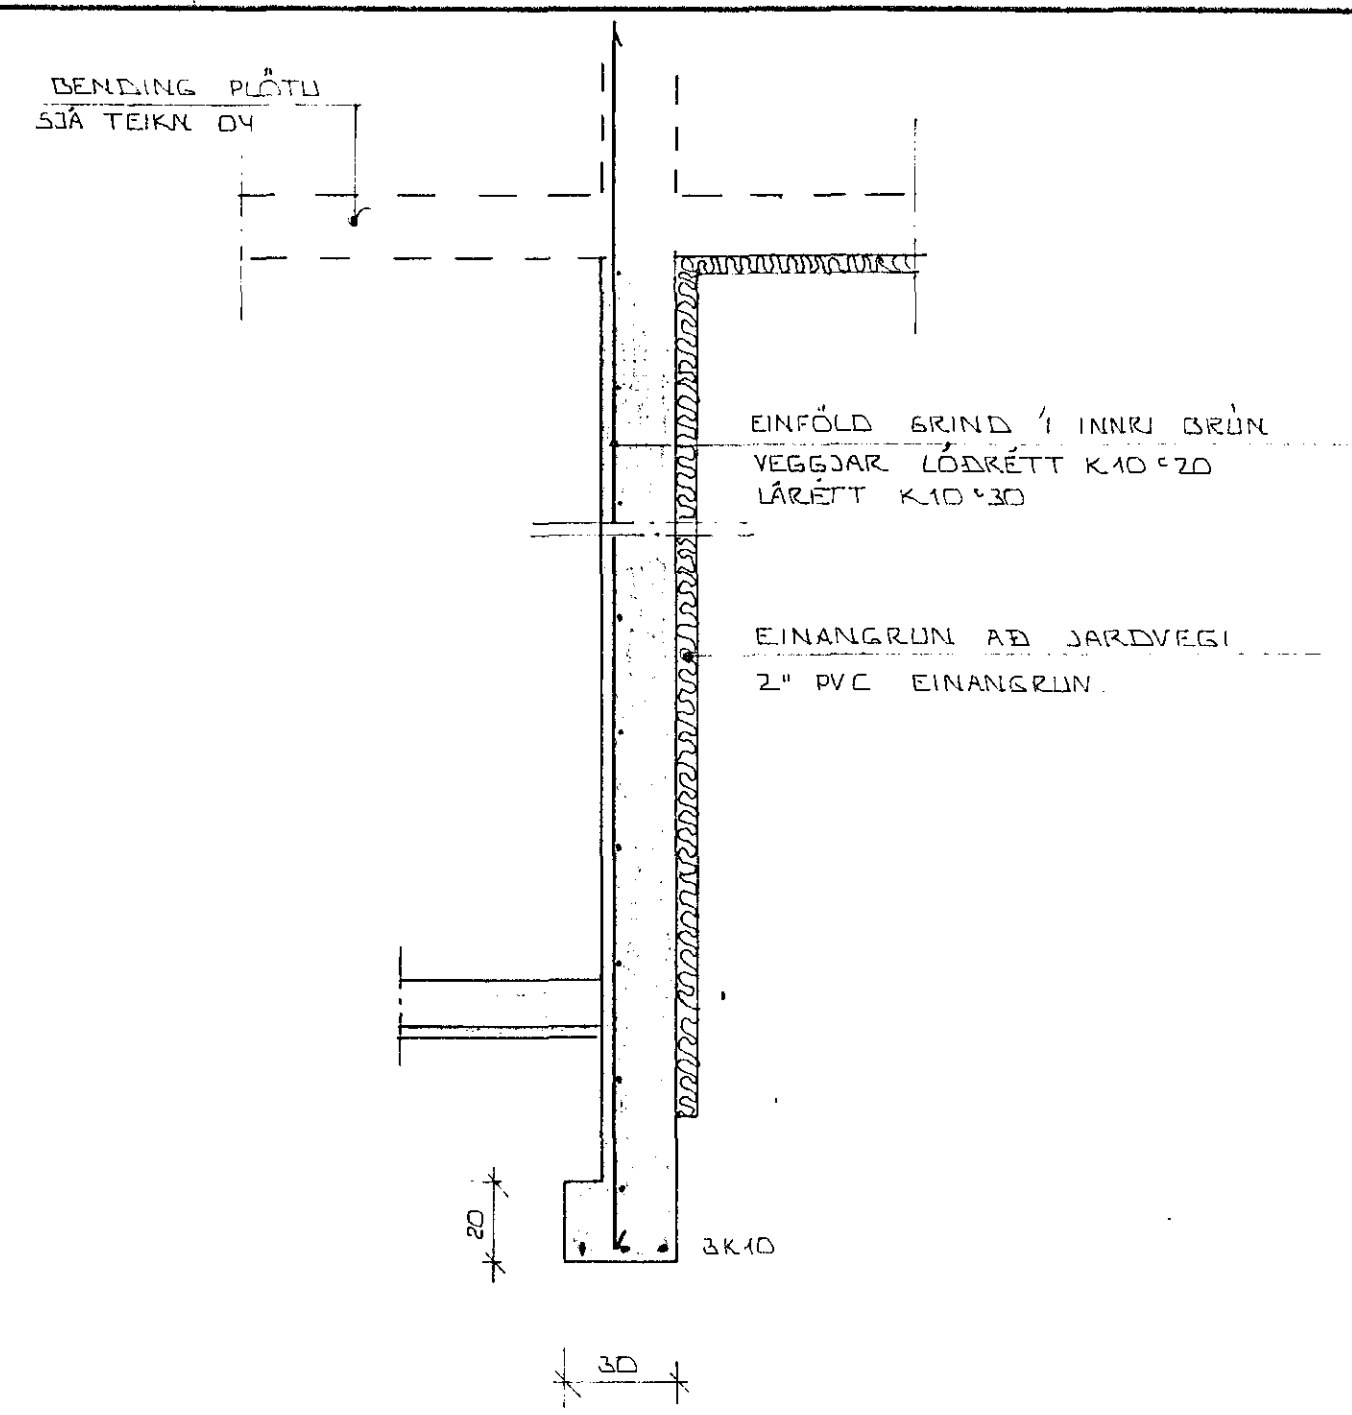 BENDING PLÖTU
SJÁ TEIKN 04
EINFÖLD GRIND Í INNRI BRÚN
VEGGJAR LÓÐRÉTT K10 c20
LÁRÉTT K10 c30
EINANGRUN AÐ JARÐVEGI
2" PVC EINANGRUN.
20
3K10
30